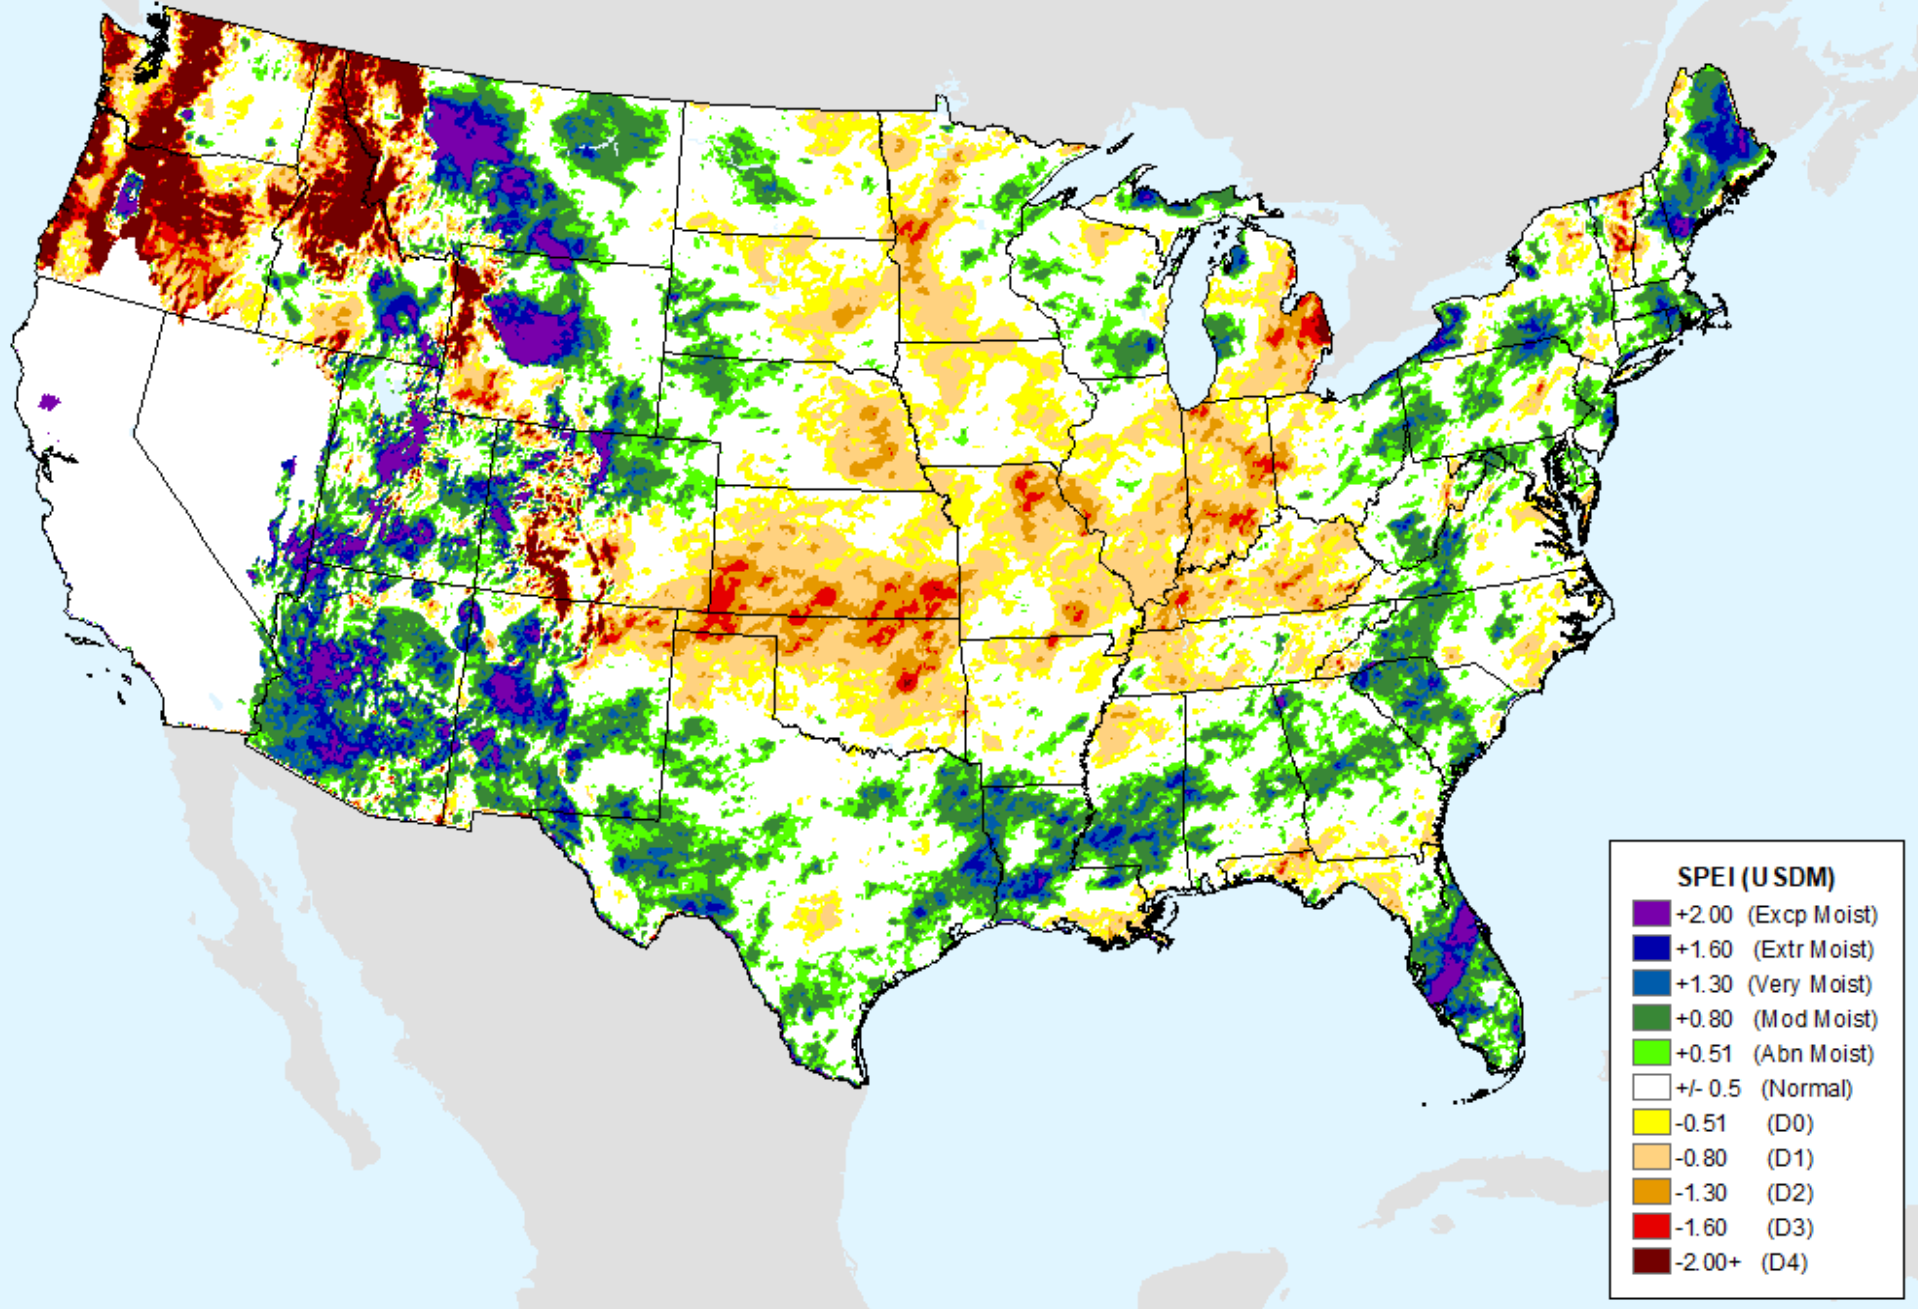 SPEI (USDM)
+2.00 (Excp Moist)
+1.60 (Extr Moist)
+1.30 (Very Moist)
+0.80 (Mod Moist)
+0.51 (Abn Moist)
+/- 0.5 (Normal)
-0.51 (D0)
-0.80 (D1)
-1.30 (D2)
-1.60 (D3)
-2.00+ (D4)